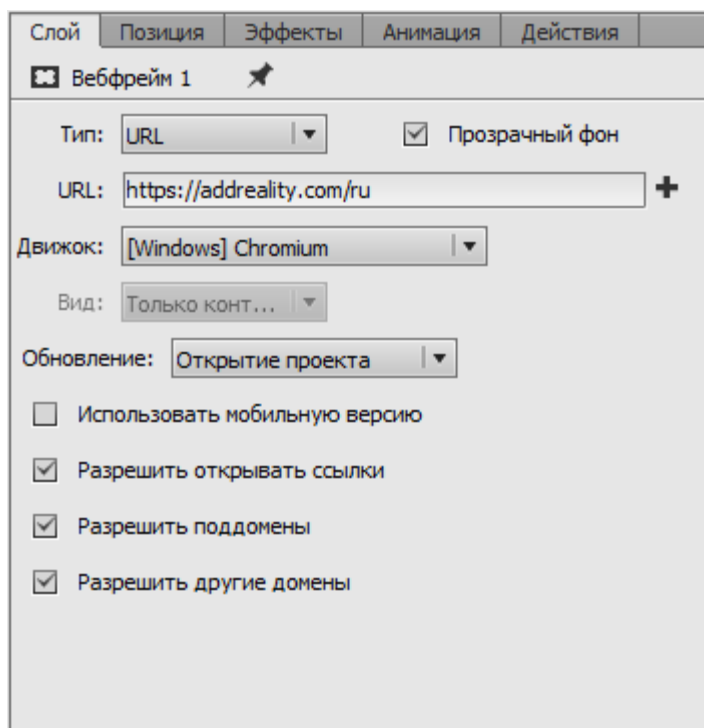 Слой Позиция Эффекты Анимация Действия
Вебфрейм 1
Тип: URL Прозрачный фон
URL: https://addreality.com/ru
Движок: [Windows] Chromium
Вид: Только конт...
Обновление: Открытие проекта
Использовать мобильную версию
Разрешить открывать ссылки
Разрешить поддомены
Разрешить другие домены